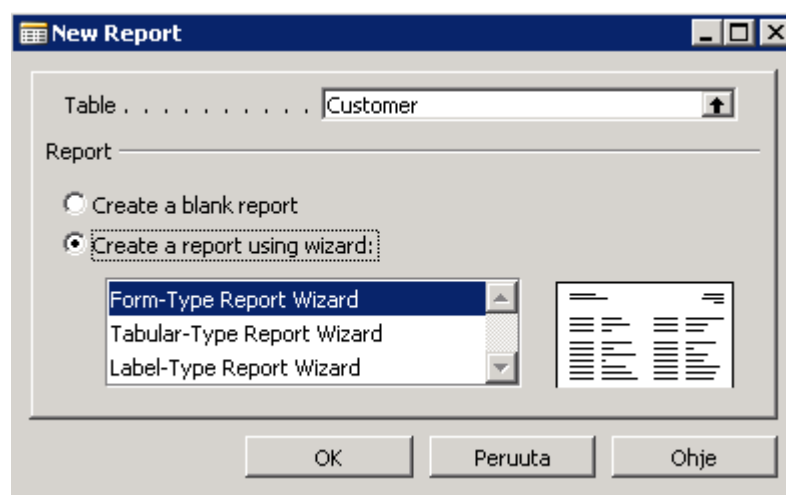 New Report
Table . . . . . . . . . . Customer
Report
Create a blank report
Create a report using wizard:
Form-Type Report Wizard
Tabular-Type Report Wizard
Label-Type Report Wizard
OK Peruuta Ohje